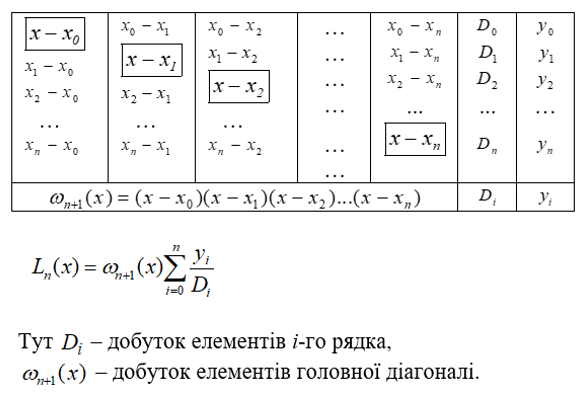 x − x₀ x₀ − x₁ x₀ − x₂ … x₀ − xₙ D₀ y₀
x₁ − x₀ x − x₁ x₁ − x₂ … x₁ − xₙ D₁ y₁
x₂ − x₀ x₂ − x₁ x − x₂ … x₂ − xₙ D₂ y₂
… … … … … …
xₙ − x₀ xₙ − x₁ xₙ − x₂ … x − xₙ Dₙ yₙ
…
ωₙ₊₁(x) = (x − x₀)(x − x₁)(x − x₂)...(x − xₙ) Dᵢ yᵢ
Lₙ(x) = ωₙ₊₁(x) ∑ᵢ₌₀ⁿ yᵢ/Dᵢ
Тут Dᵢ – добуток елементів i-го рядка,
ωₙ₊₁(x) – добуток елементів головної діагоналі.